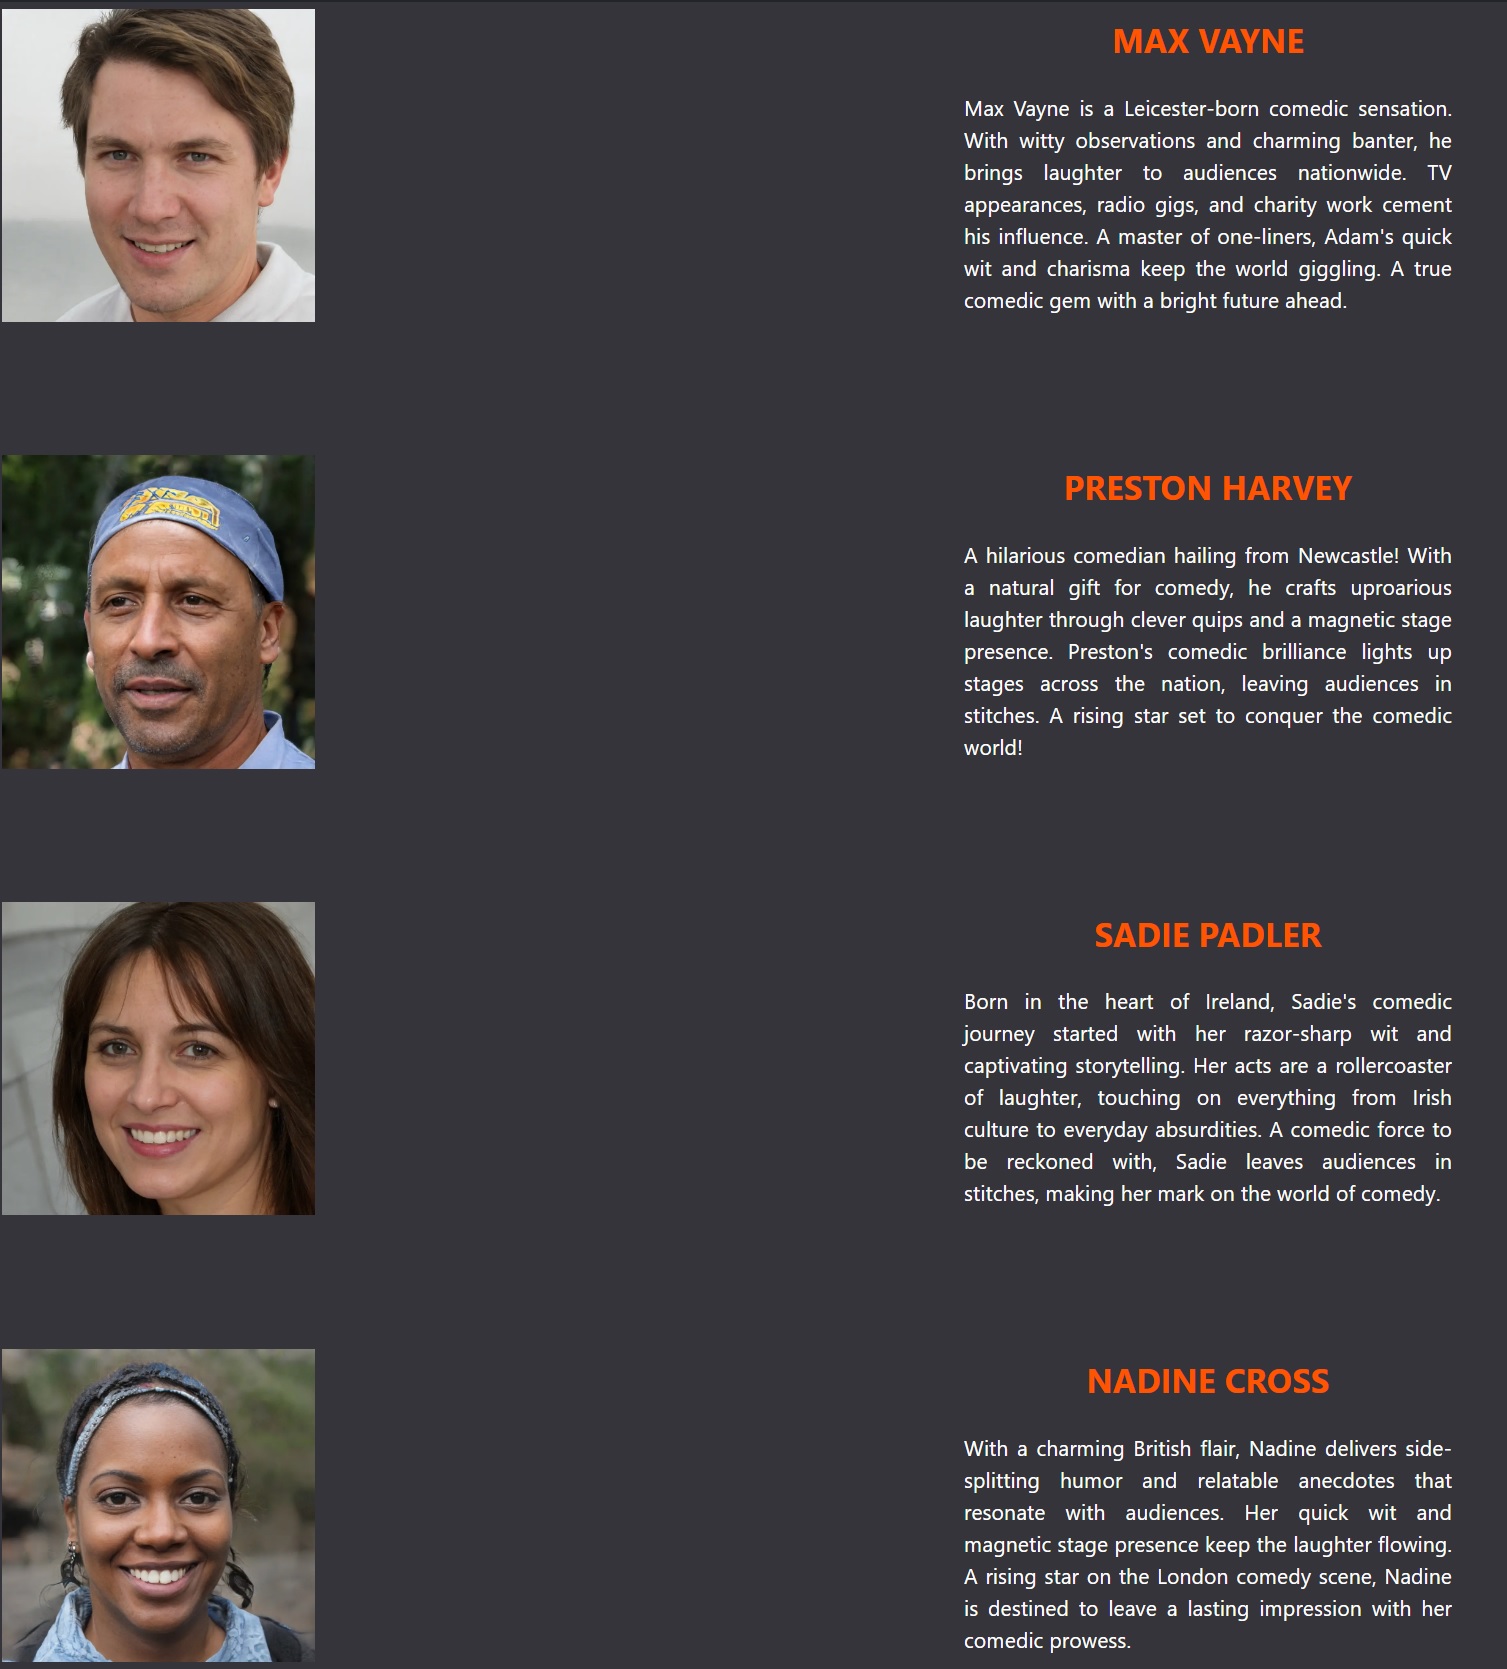 MAX VAYNE
Max Vayne is a Leicester-born comedic sensation.
With witty observations and charming banter, he
brings laughter to audiences nationwide. TV
appearances, radio gigs, and charity work cement
his influence. A master of one-liners, Adam's quick
wit and charisma keep the world giggling. A true
comedic gem with a bright future ahead.
PRESTON HARVEY
A hilarious comedian hailing from Newcastle! With
a natural gift for comedy, he crafts uproarious
laughter through clever quips and a magnetic stage
presence. Preston's comedic brilliance lights up
stages across the nation, leaving audiences in
stitches. A rising star set to conquer the comedic
world!
SADIE PADLER
Born in the heart of Ireland, Sadie's comedic
journey started with her razor-sharp wit and
captivating storytelling. Her acts are a rollercoaster
of laughter, touching on everything from Irish
culture to everyday absurdities. A comedic force to
be reckoned with, Sadie leaves audiences in
stitches, making her mark on the world of comedy.
NADINE CROSS
With a charming British flair, Nadine delivers side-
splitting humor and relatable anecdotes that
resonate with audiences. Her quick wit and
magnetic stage presence keep the laughter flowing.
A rising star on the London comedy scene, Nadine
is destined to leave a lasting impression with her
comedic prowess.